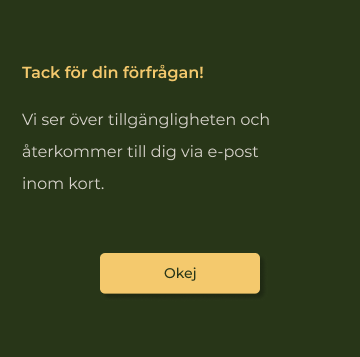 Tack för din förfrågan!
Vi ser över tillgängligheten och
återkommer till dig via e-post
inom kort.
Okej